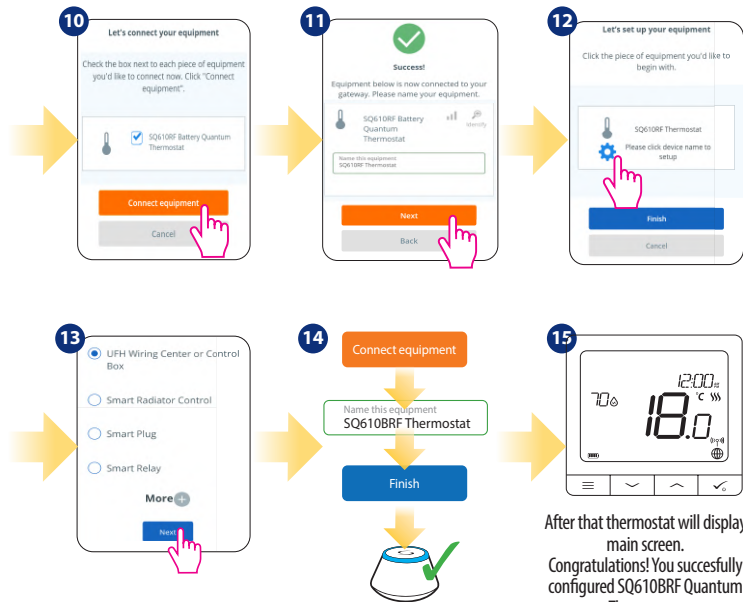 10
Let's connect your equipment
Check the box next to each piece of equipment
you'd like to connect now. Click "Connect
equipment".
SQ610RF Battery Quantum
Thermostat
Connect equipment
Cancel
11
Success!
Equipment below is now connected to your
gateway. Please name your equipment.
SQ610RF Battery
Quantum
Thermostat
Identify
Name this equipment
SQ610RF Thermostat
Next
Back
12
Let's set up your equipment
Click the piece of equipment you'd like to
begin with.
SQ610RF Thermostat
Please click device name to
setup
Finish
Cancel
13
UFH Wiring Center or Control
Box
Smart Radiator Control
Smart Plug
Smart Relay
More
Next
14
Connect equipment
Name this equipment
SQ610BRF Thermostat
Finish
15
12:00
70
°C
18.0
After that thermostat will display
main screen.
Congratulations! You succesfully
configured SQ610BRF Quantum